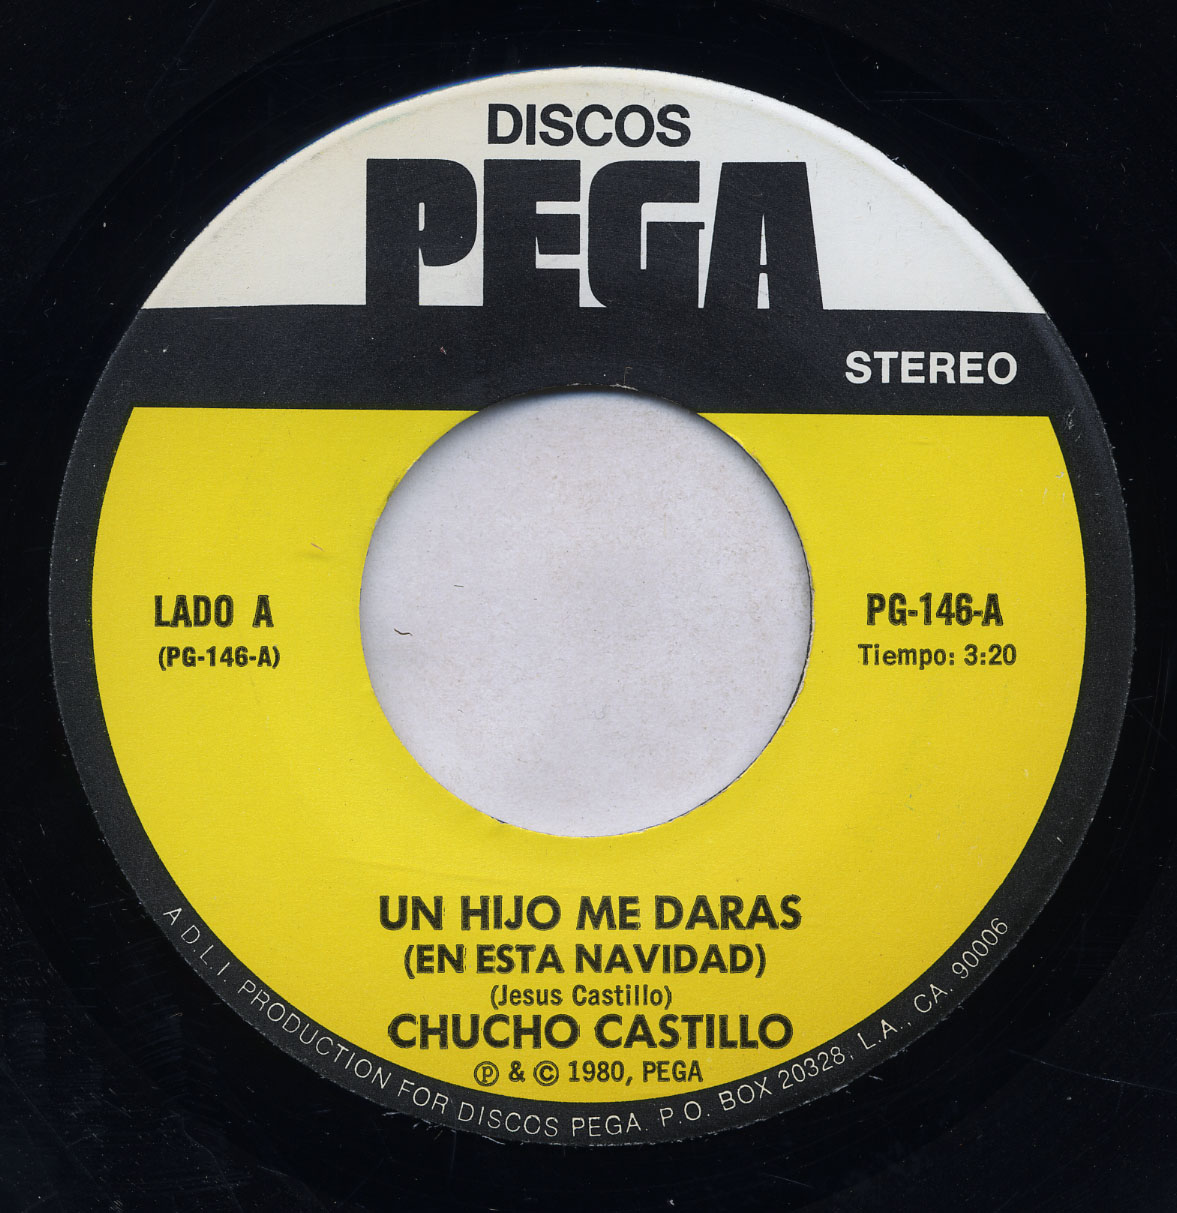 DISCOS
PEGA
STEREO
LADO A
(PG-146-A)
PG-146-A
Tiempo: 3:20
UN HIJO ME DARAS
(EN ESTA NAVIDAD)
(Jesus Castillo)
CHUCHO CASTILLO
℗ & © 1980, PEGA
A D.L.I. PRODUCTION FOR DISCOS PEGA. P.O. BOX 20328, L.A., CA. 90006